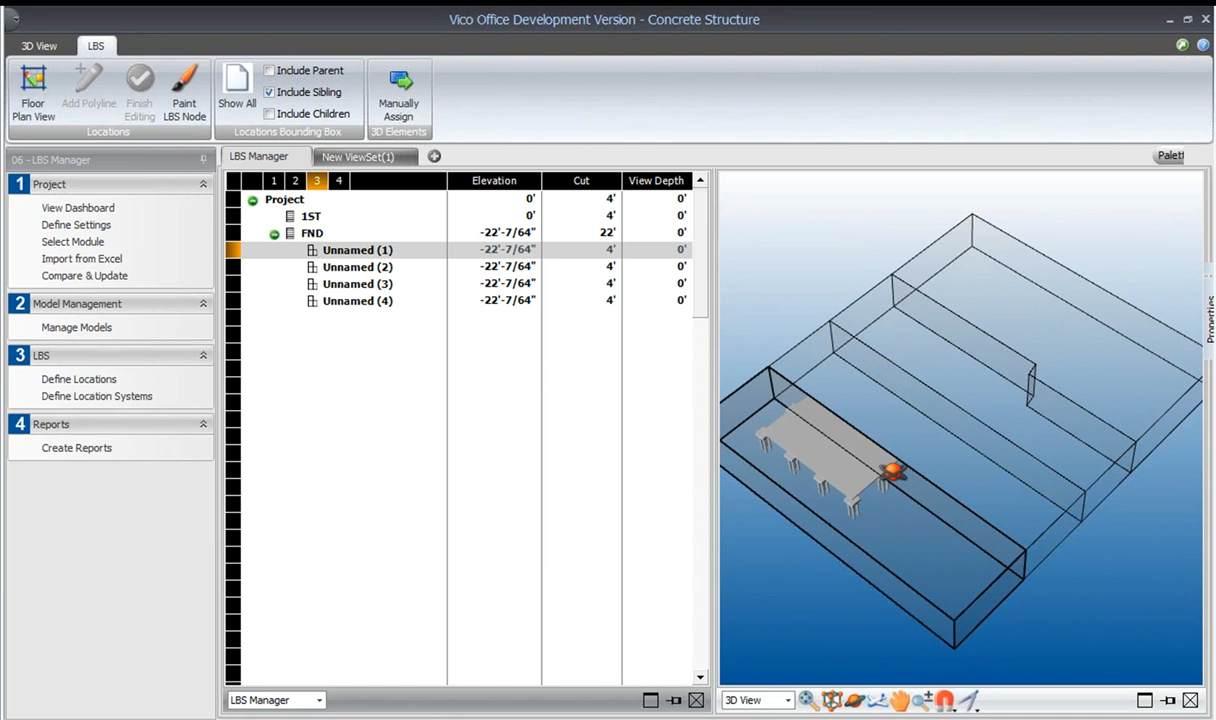 Vico Office Development Version - Concrete Structure
3D View LBS
Floor Plan View
Add Polyline
Finish Editing
Paint LBS Node
Locations
Show All
Include Parent
Include Sibling
Include Children
Locations Bounding Box
Manually Assign
3D Elements
06 - LBS Manager
1 Project
View Dashboard
Define Settings
Select Module
Import from Excel
Compare & Update
2 Model Management
Manage Models
3 LBS
Define Locations
Define Location Systems
4 Reports
Create Reports
LBS Manager New ViewSet(1)
1 2 3 4 Elevation Cut View Depth
Project 0' 4' 0'
1ST 0' 4' 0'
FND -22'-7/64" 22' 0'
Unnamed (1) -22'-7/64" 4' 0'
Unnamed (2) -22'-7/64" 4' 0'
Unnamed (3) -22'-7/64" 4' 0'
Unnamed (4) -22'-7/64" 4' 0'
LBS Manager
Palett
Properties
3D View